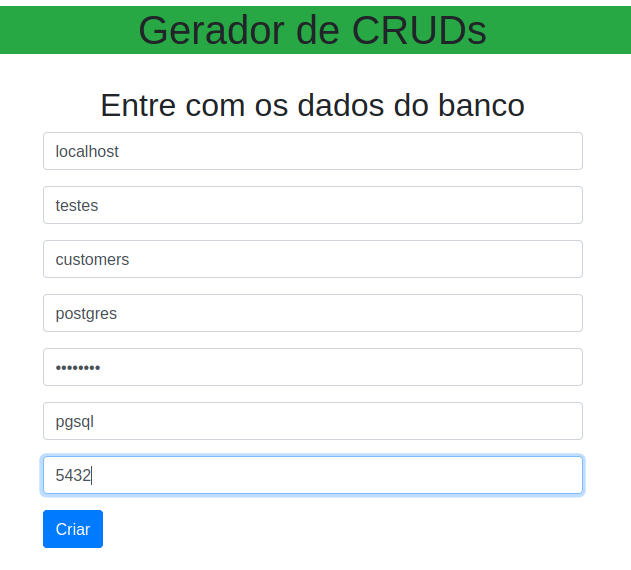 Gerador de CRUDs
Entre com os dados do banco
localhost
testes
customers
postgres
••••••••
pgsql
5432
Criar